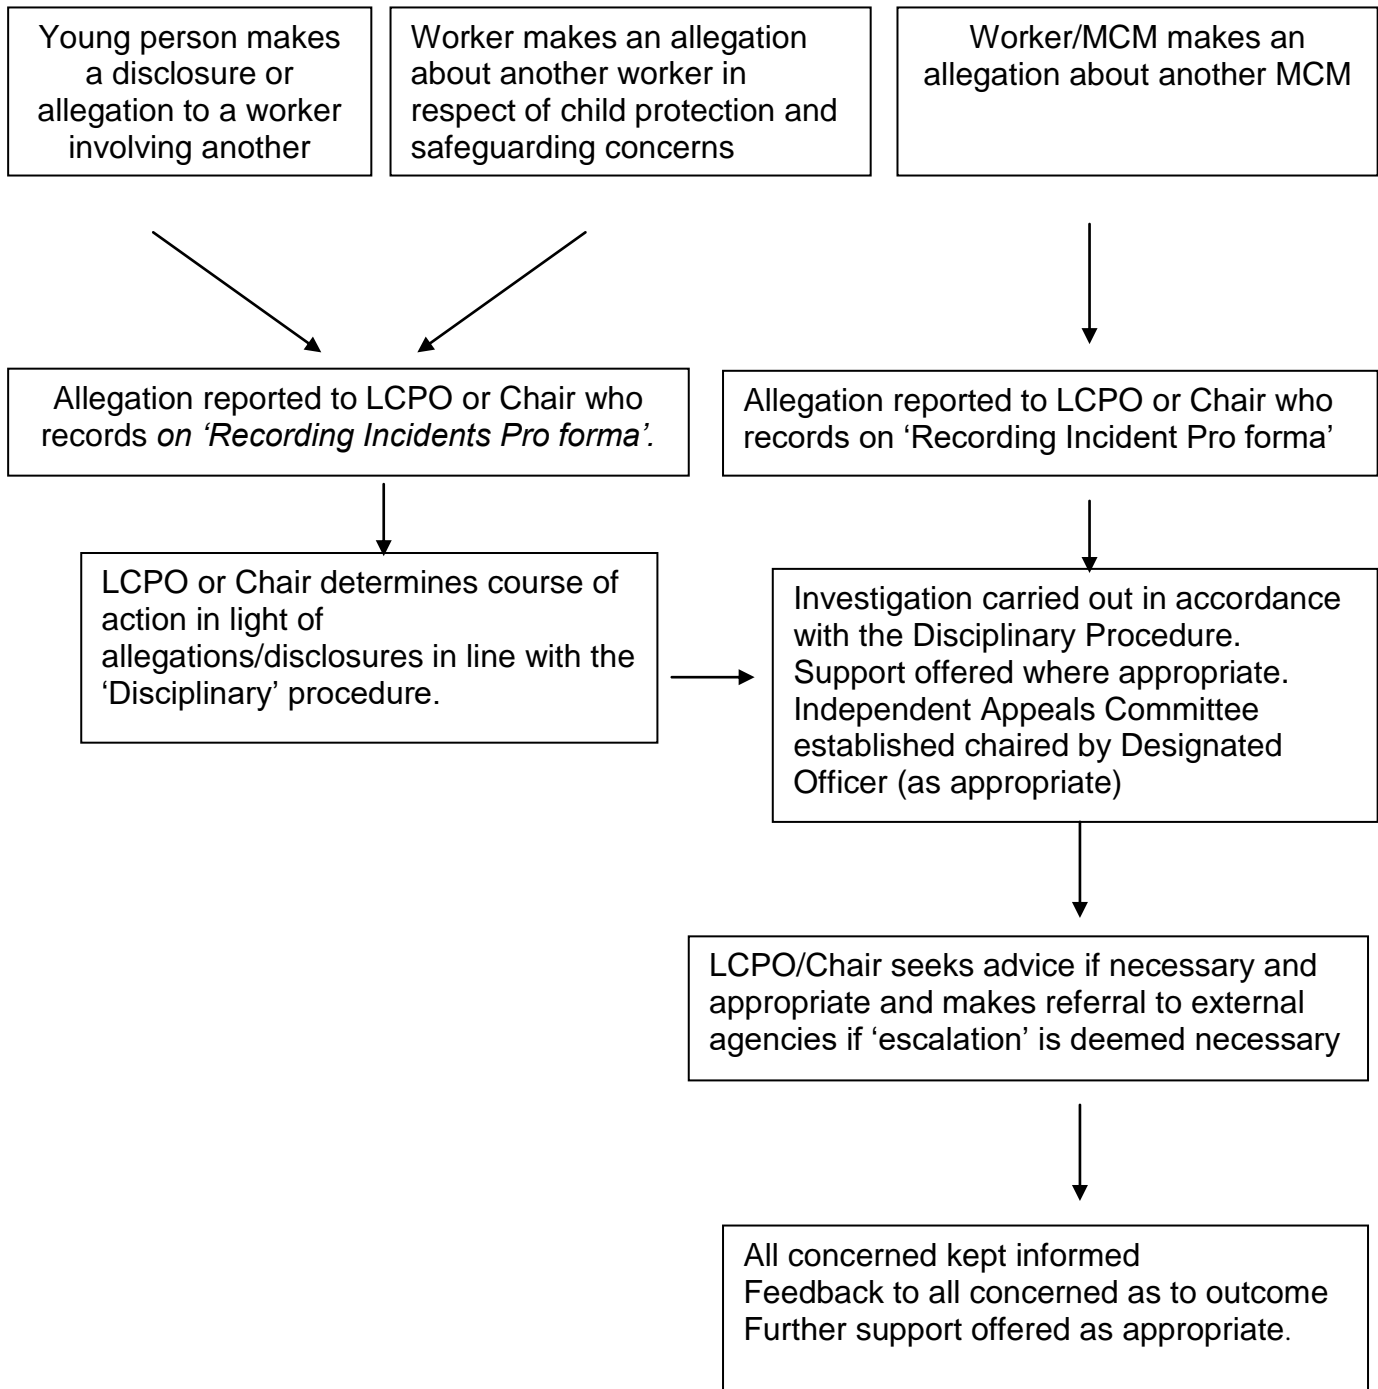 Young person makes
a disclosure or
allegation to a worker
involving another
Worker makes an allegation
about another worker in
respect of child protection and
safeguarding concerns
Worker/MCM makes an
allegation about another MCM
Allegation reported to LCPO or Chair who
records on ‘Recording Incidents Pro forma’.
Allegation reported to LCPO or Chair who
records on ‘Recording Incident Pro forma’
LCPO or Chair determines course of
action in light of
allegations/disclosures in line with the
‘Disciplinary’ procedure.
Investigation carried out in accordance
with the Disciplinary Procedure.
Support offered where appropriate.
Independent Appeals Committee
established chaired by Designated
Officer (as appropriate)
LCPO/Chair seeks advice if necessary and
appropriate and makes referral to external
agencies if ‘escalation’ is deemed necessary
All concerned kept informed
Feedback to all concerned as to outcome
Further support offered as appropriate.